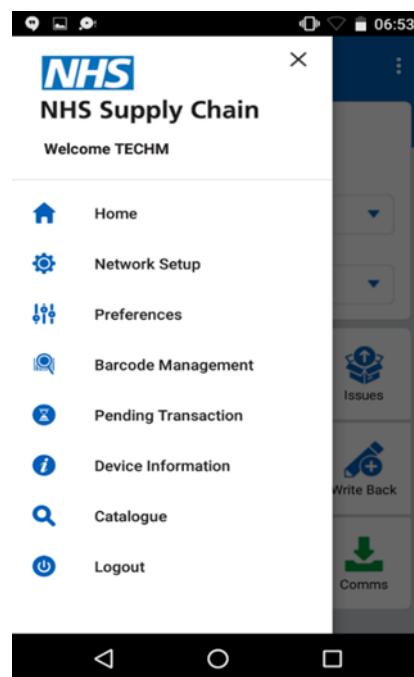 06:53
NHS
NHS Supply Chain
Welcome TECHM
Home
Network Setup
Preferences
Barcode Management
Pending Transaction
Device Information
Catalogue
Logout
Issues
Write Back
Comms